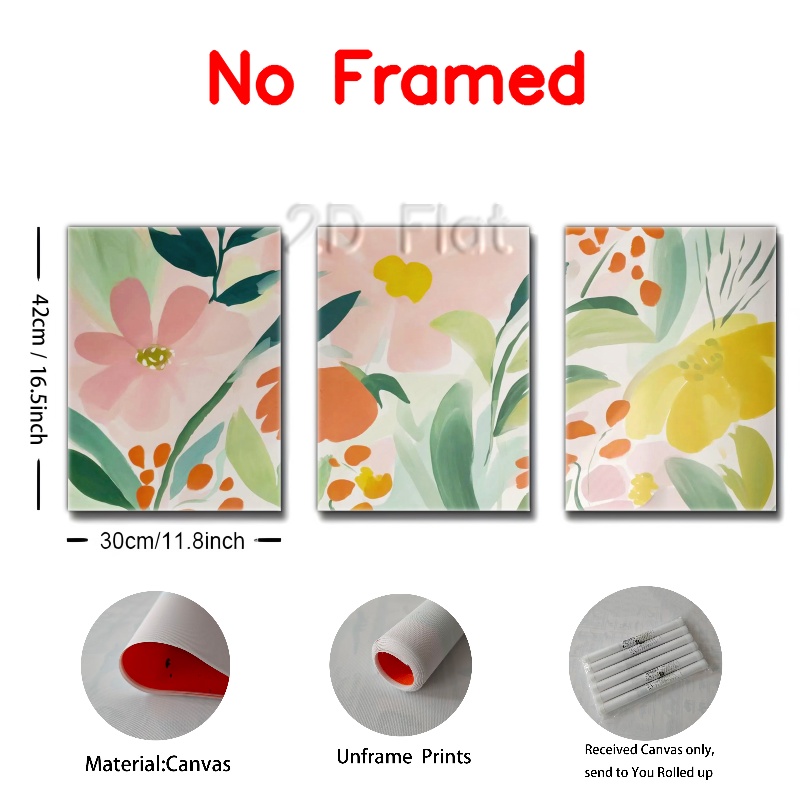 No Framed
2D Flat
42cm / 16.5inch
30cm/11.8inch
Material:Canvas
Unframe Prints
Received Canvas only,
send to You Rolled up